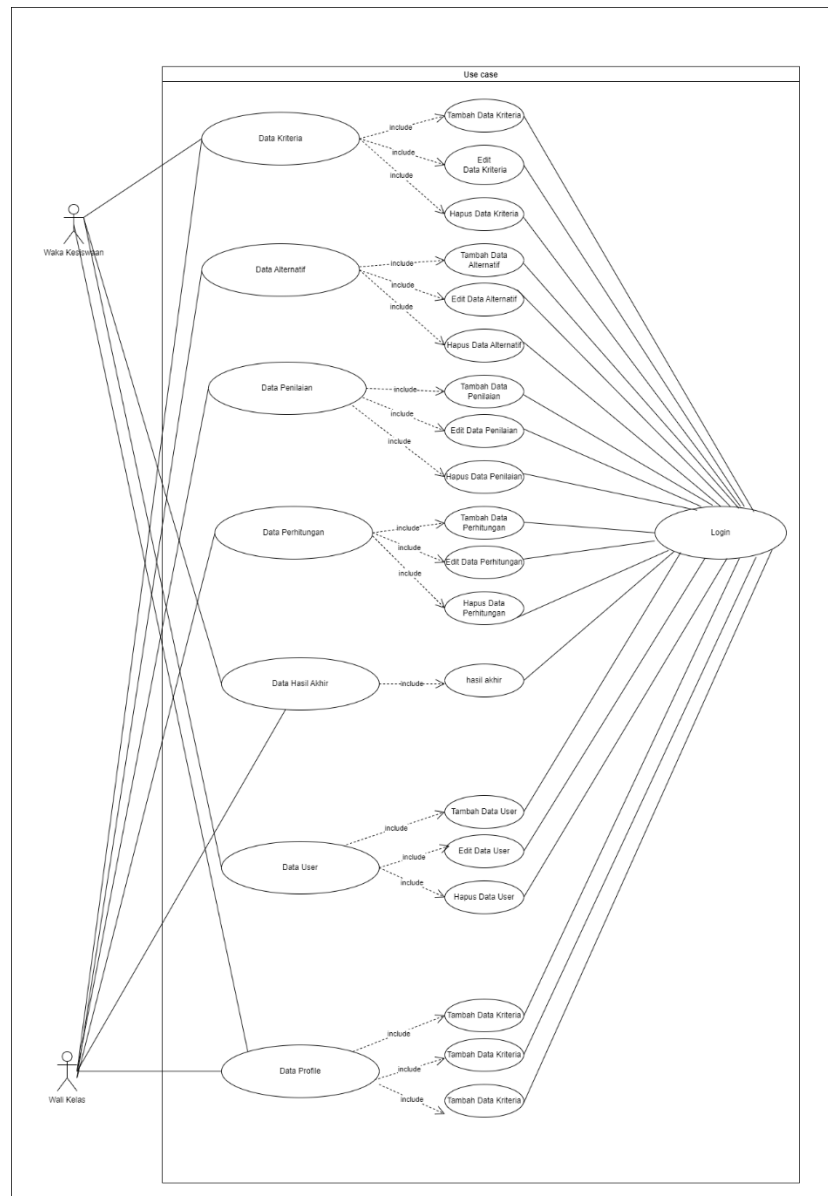 Use case
Data Kriteria
include
Tambah Data Kriteria
include
Edit
Data Kriteria
include
Hapus Data Kriteria
Waka Kesiswaan
Data Alternatif
include
Tambah Data
Alternatif
include
Edit Data Alternatif
include
Hapus Data Alternatif
Data Penilaian
include
Tambah Data
Penilaian
include
Edit Data Penilaian
include
Hapus Data Penilaian
Data Perhitungan
include
Tambah Data
Perhitungan
include
Edit Data Perhitungan
include
Hapus Data
Perhitungan
Login
Data Hasil Akhir
include
hasil akhir
Data User
include
Tambah Data User
include
Edit Data User
include
Hapus Data User
Wali Kelas
Data Profile
include
Tambah Data Kriteria
include
Tambah Data Kriteria
include
Tambah Data Kriteria